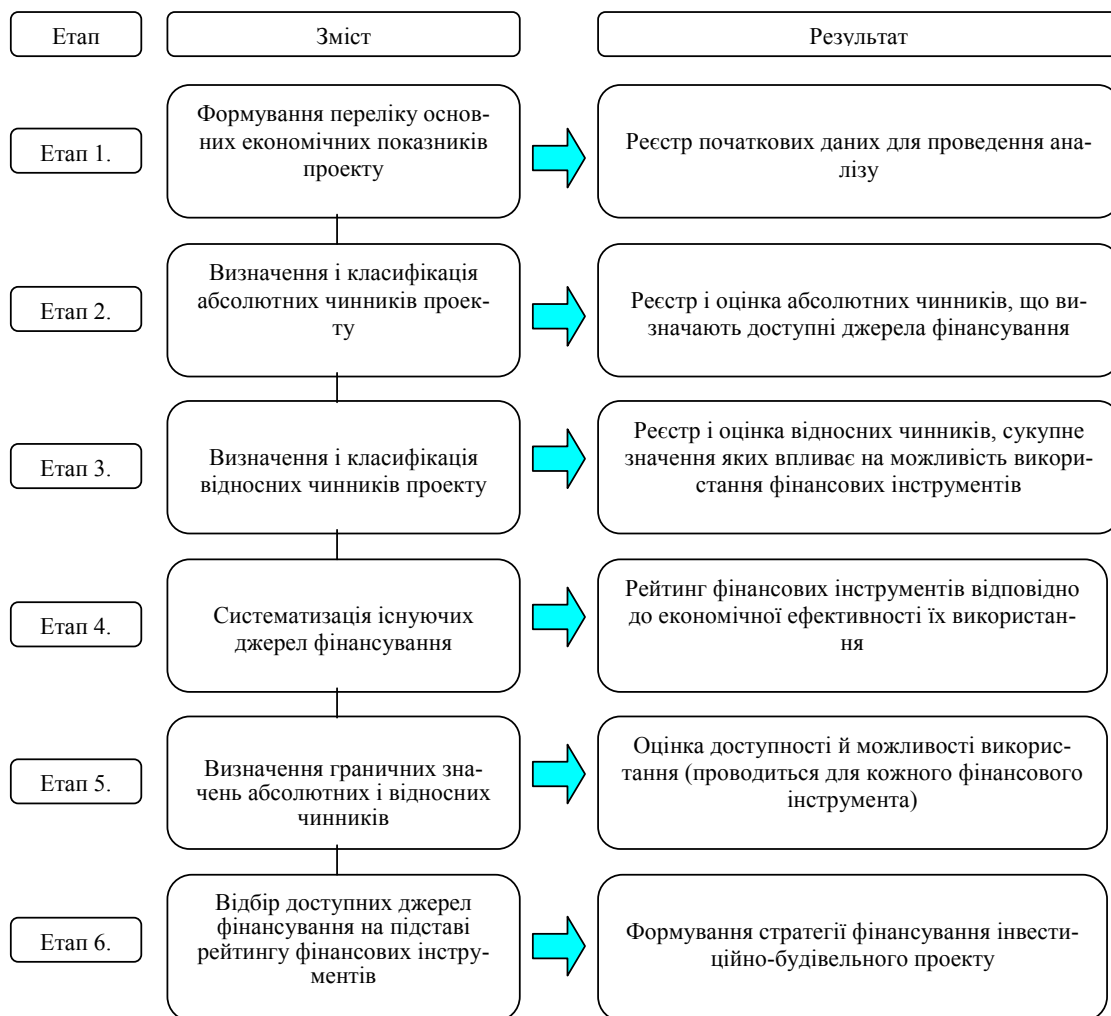 Етап
Зміст
Результат
Етап 1.
Формування переліку основ-
них економічних показників
проекту
Реєстр початкових даних для проведення ана-
лізу
Етап 2.
Визначення і класифікація
абсолютних чинників проек-
ту
Реєстр і оцінка абсолютних чинників, що ви-
значають доступні джерела фінансування
Етап 3.
Визначення і класифікація
відносних чинників проекту
Реєстр і оцінка відносних чинників, сукупне
значення яких впливає на можливість викори-
стання фінансових інструментів
Етап 4.
Систематизація існуючих
джерел фінансування
Рейтинг фінансових інструментів відповідно
до економічної ефективності їх використан-
ня
Етап 5.
Визначення граничних зна-
чень абсолютних і відносних
чинників
Оцінка доступності й можливості викорис-
тання (проводиться для кожного фінансового
інструмента)
Етап 6.
Відбір доступних джерел
фінансування на підставі
рейтингу фінансових інстру-
ментів
Формування стратегії фінансування інвести-
ційно-будівельного проекту